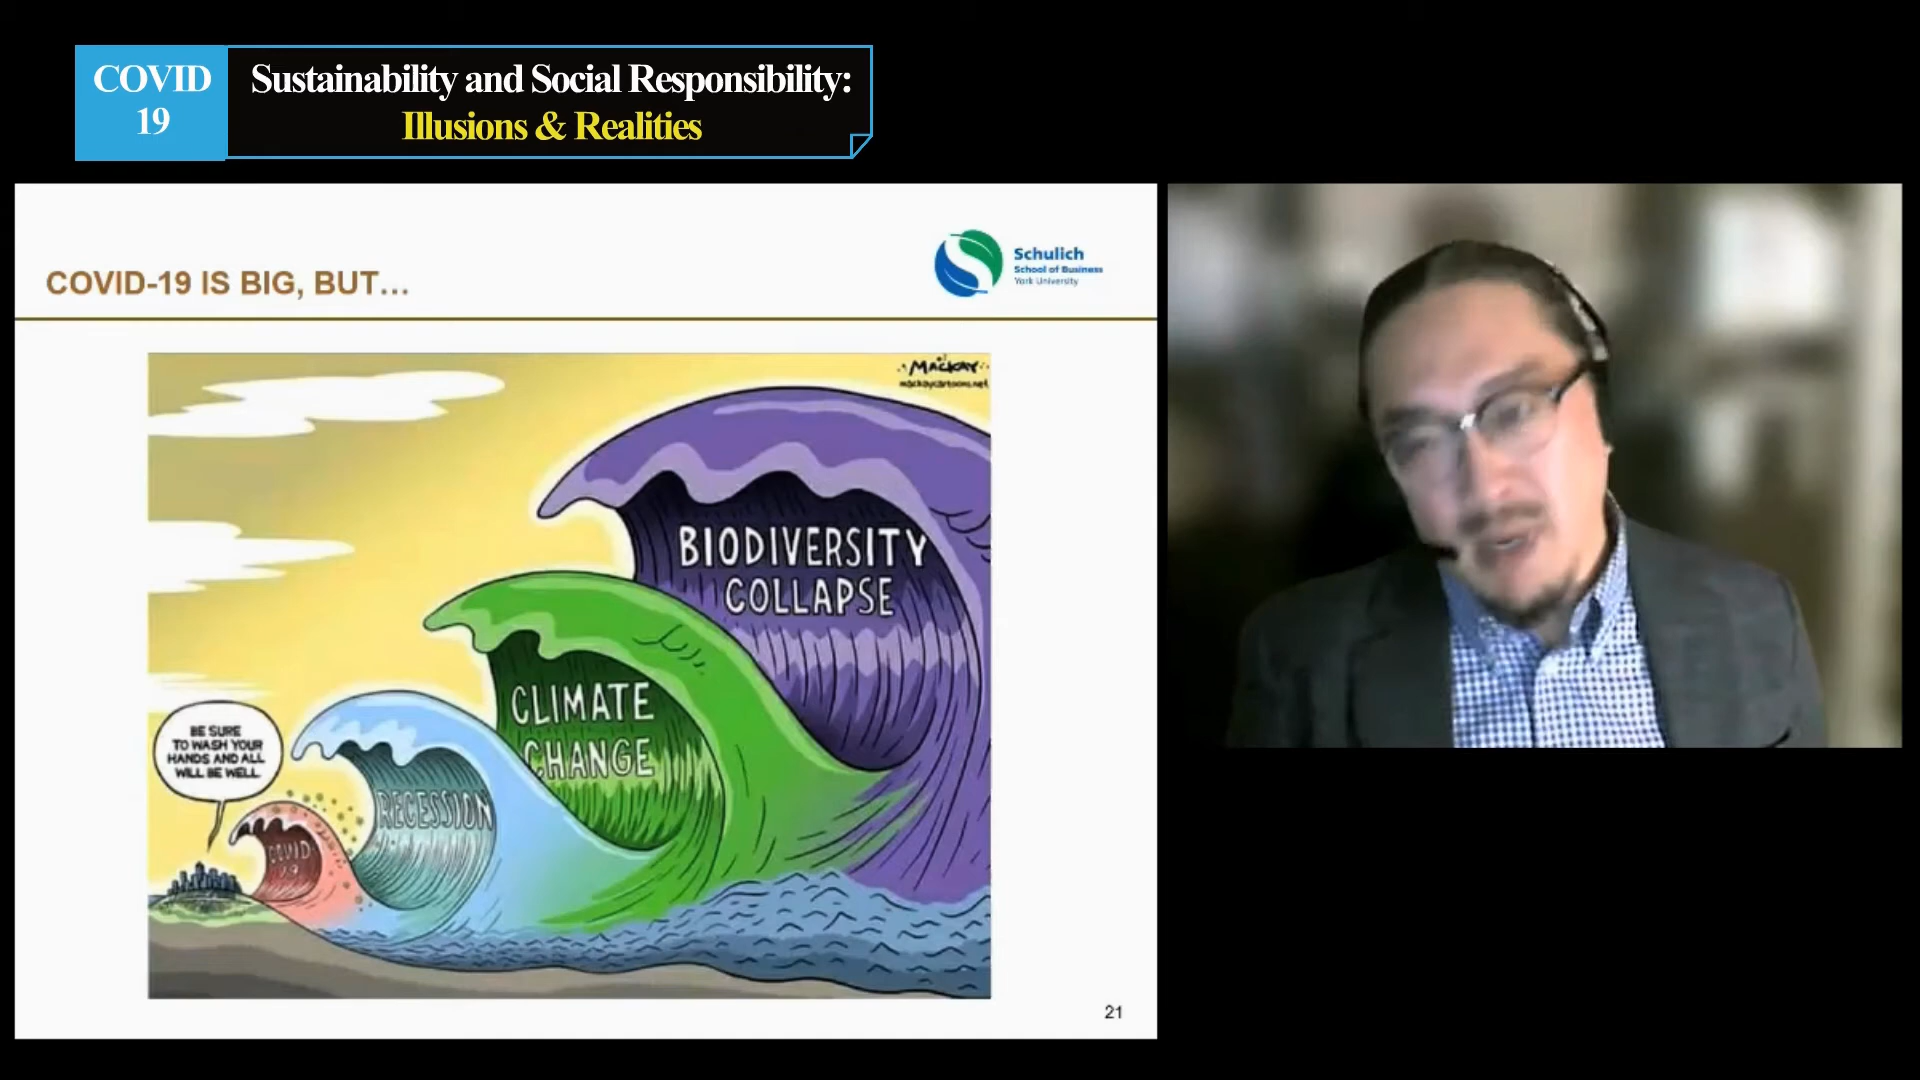 COVID
19
Sustainability and Social Responsibility:
Illusions & Realities
COVID-19 IS BIG, BUT...
Schulich
School of Business
York University
MACKAY
mackaycartoons.net
BIODIVERSITY
COLLAPSE
CLIMATE
CHANGE
RECESSION
COVID
19
BE SURE
TO WASH YOUR
HANDS AND ALL
WILL BE WELL.
21